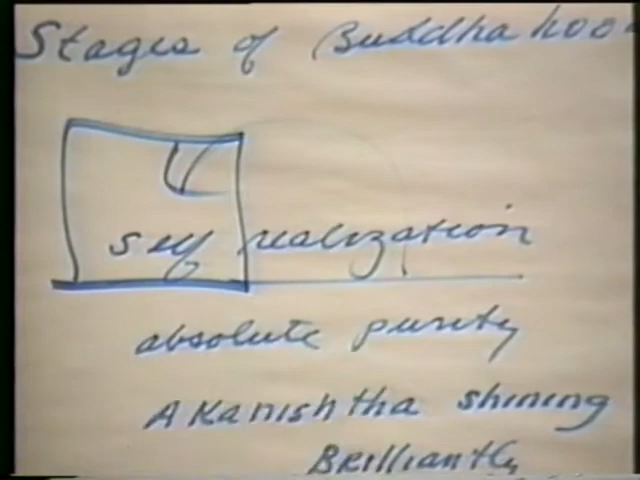 Stages of Buddhahood
self realization
absolute purity
Akanishtha shining
Brilliantly